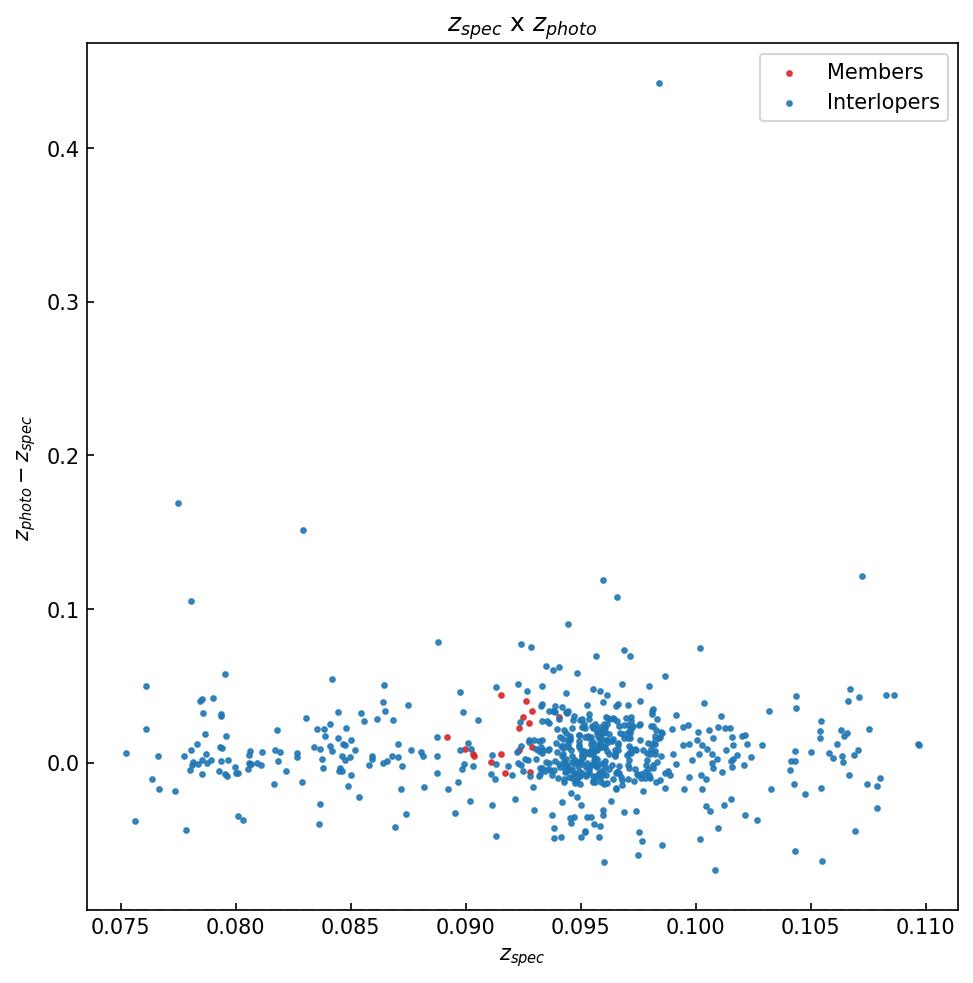 z_spec x z_photo
Members
Interlopers
0.4
0.3
0.2
0.1
0.0
z_photo − z_spec
0.075 0.080 0.085 0.090 0.095 0.100 0.105 0.110
z_spec